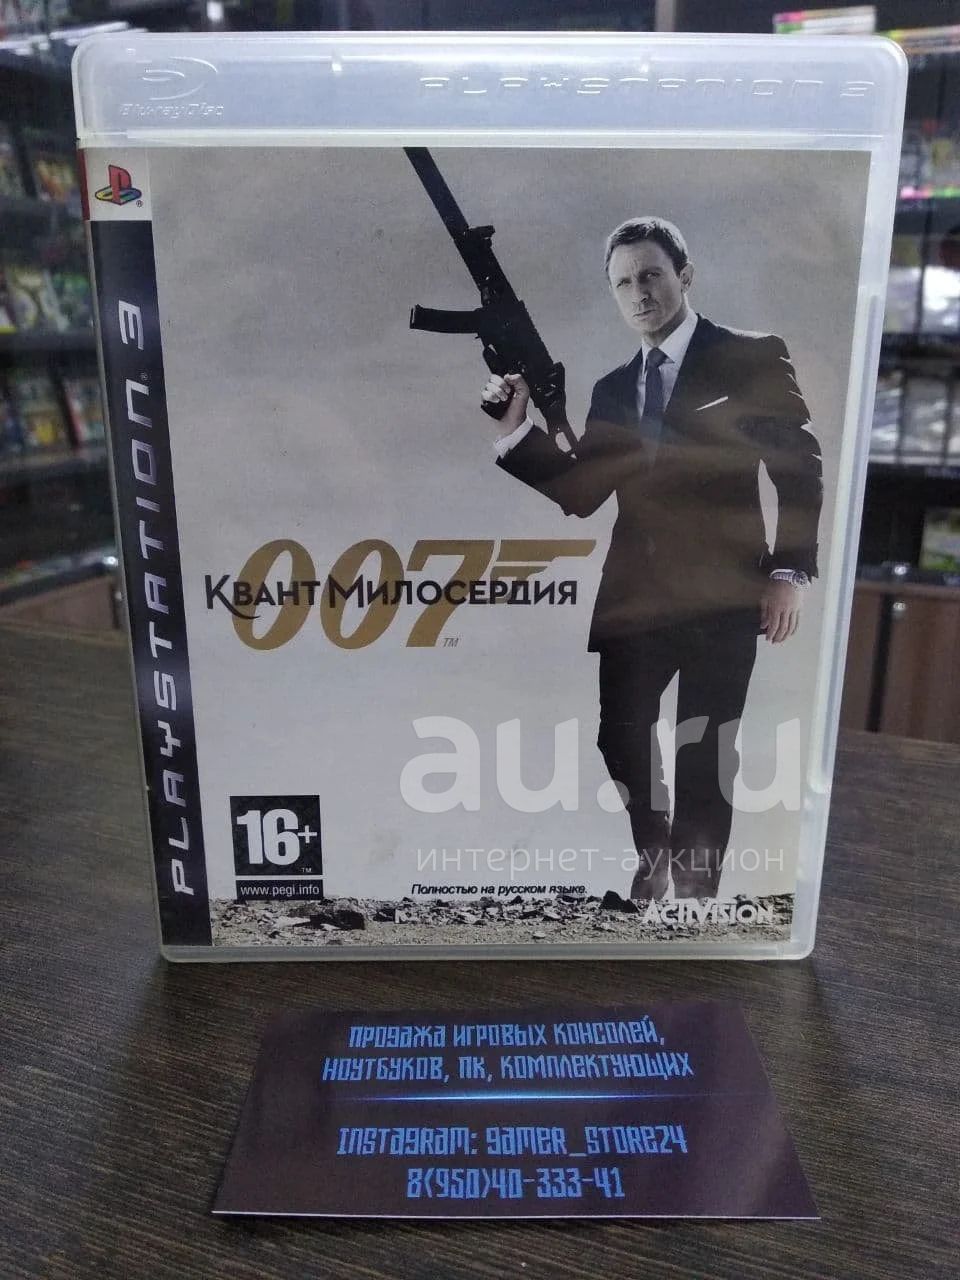 Blu-ray Disc
PLAYSTATION 3
PLAYSTATION®3
007
Квант Милосердия
TM
16+
TM
www.pegi.info
Полностью на русском языке.
ACTIVISION
au.ru
интернет-аукцион
ПРОДАЖА ИГРОВЫХ КОНСОЛЕЙ,
НОУТБУКОВ, ПК, КОМПЛЕКТУЮЩИХ
INSTAGRAM: GAMER_STORE24
8(950)40-333-41